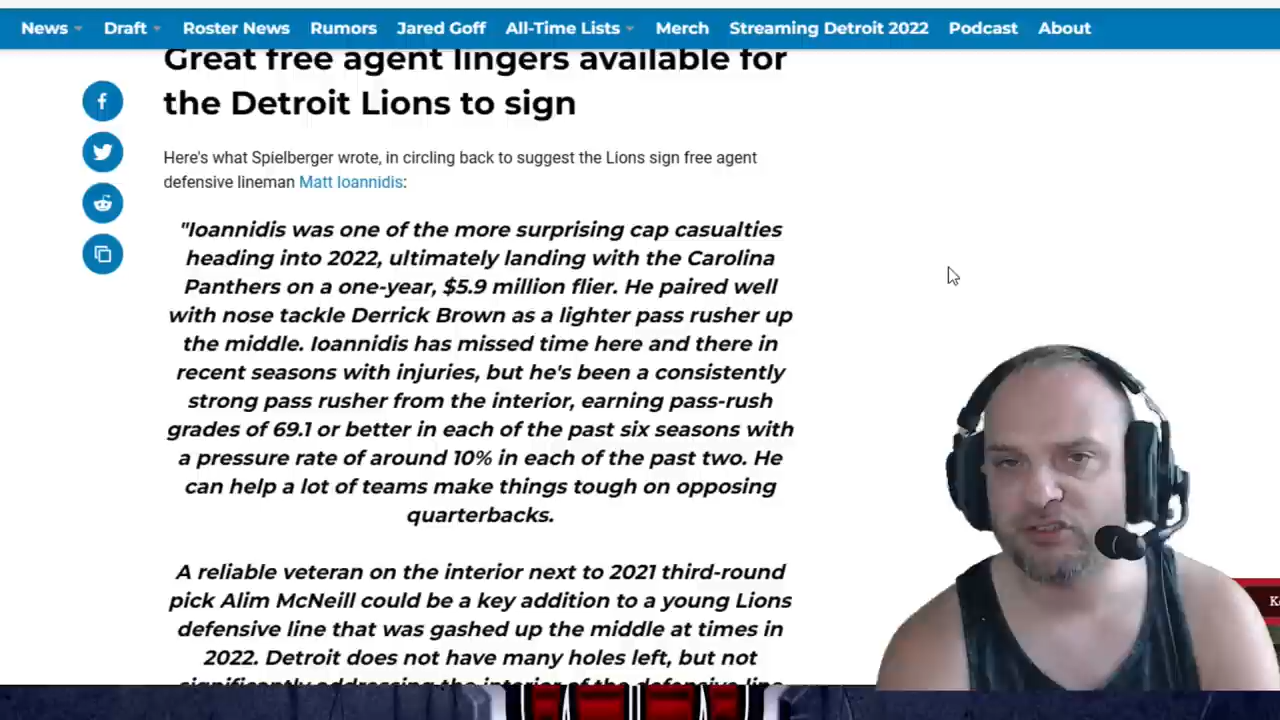 News Draft Roster News Rumors Jared Goff All-Time Lists Merch Streaming Detroit 2022 Podcast About
Great free agent lingers available for
the Detroit Lions to sign
Here's what Spielberger wrote, in circling back to suggest the Lions sign free agent
defensive lineman Matt Ioannidis:
"Ioannidis was one of the more surprising cap casualties
heading into 2022, ultimately landing with the Carolina
Panthers on a one-year, $5.9 million flier. He paired well
with nose tackle Derrick Brown as a lighter pass rusher up
the middle. Ioannidis has missed time here and there in
recent seasons with injuries, but he's been a consistently
strong pass rusher from the interior, earning pass-rush
grades of 69.1 or better in each of the past six seasons with
a pressure rate of around 10% in each of the past two. He
can help a lot of teams make things tough on opposing
quarterbacks.
A reliable veteran on the interior next to 2021 third-round
pick Alim McNeill could be a key addition to a young Lions
defensive line that was gashed up the middle at times in
2022. Detroit does not have many holes left, but not
significantly addressing the interior of the defensive line